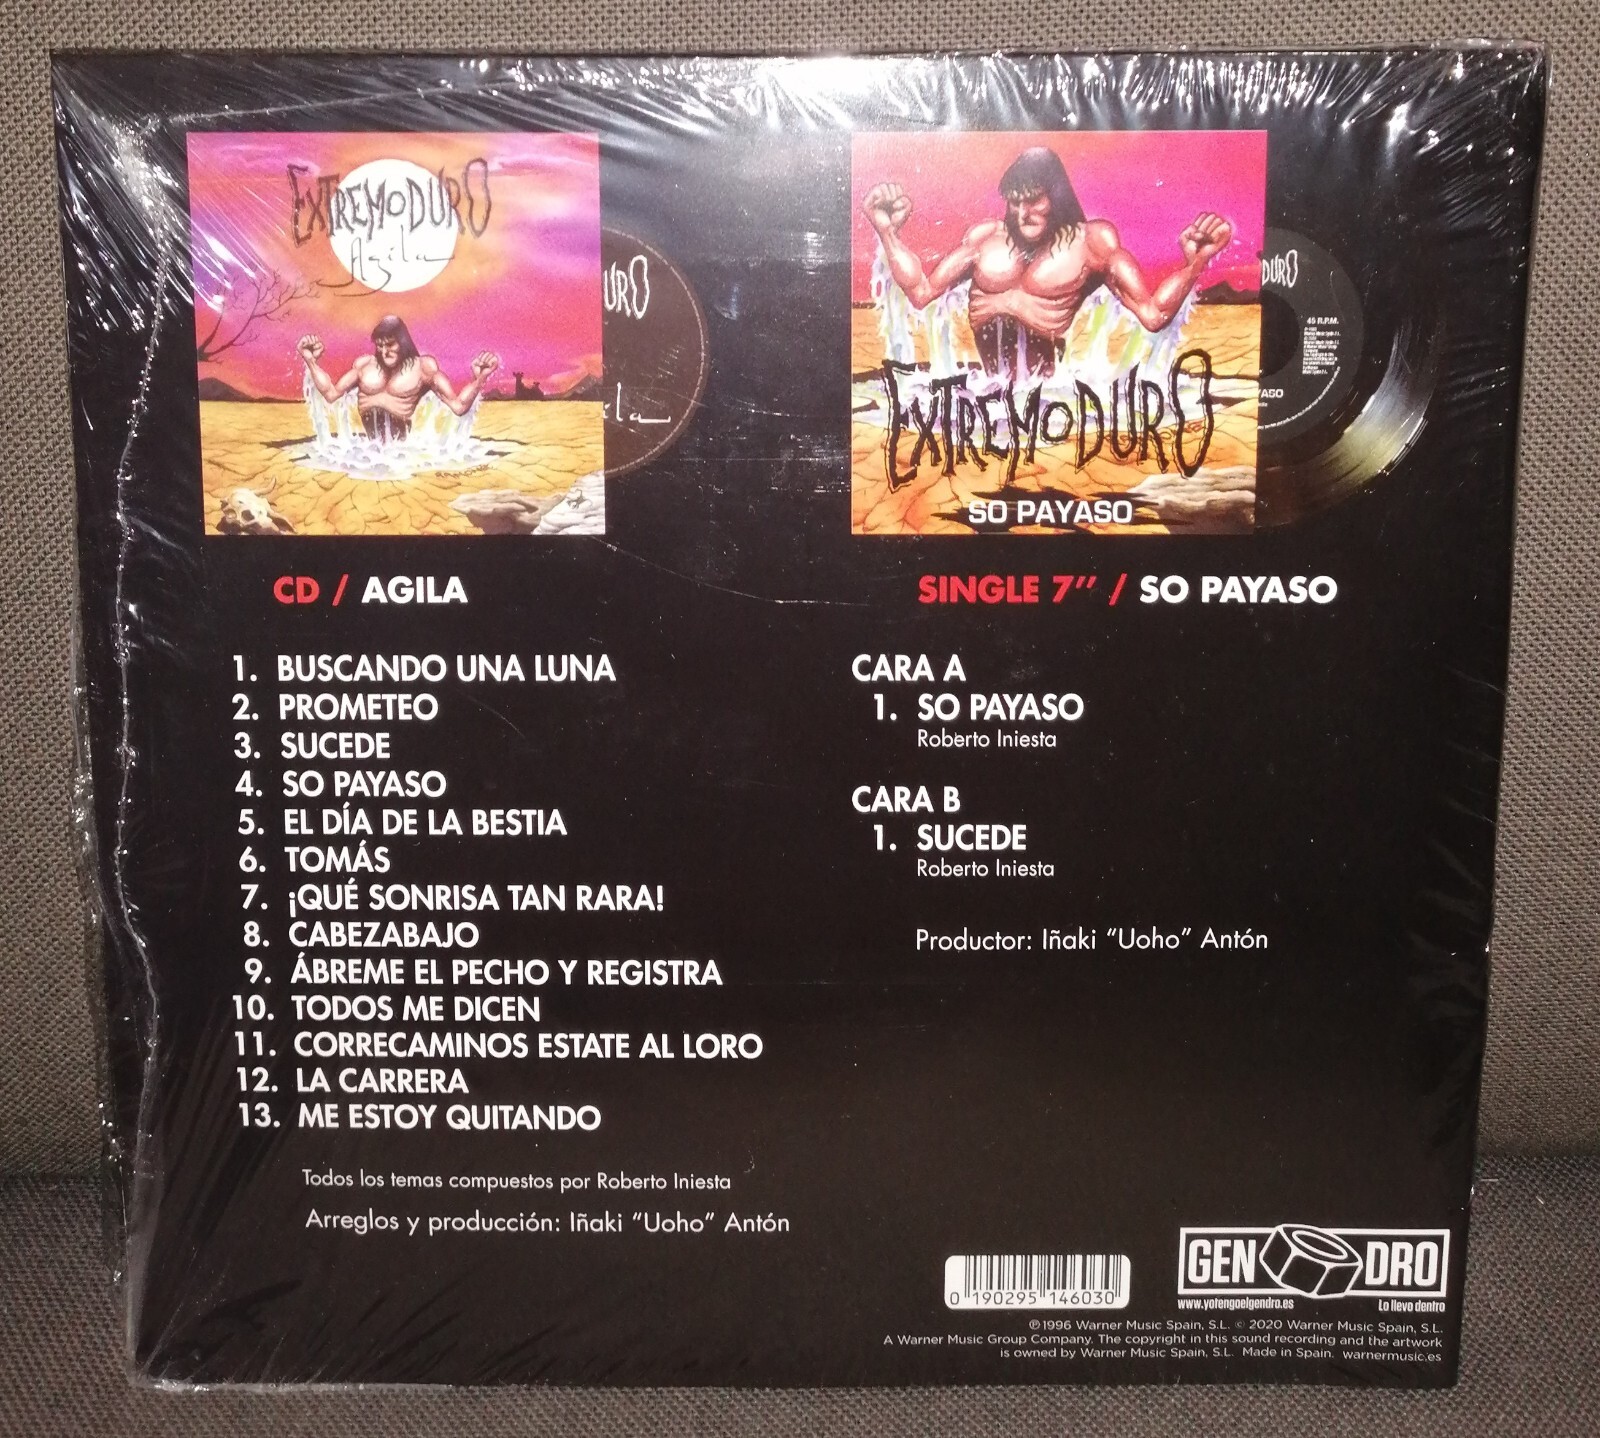 EXTREMODURO
Agila
URO
ila
DURO
45 R.P.M.
YASO
EXTREMODURO
SO PAYASO
CD / AGILA
1. BUSCANDO UNA LUNA
2. PROMETEO
3. SUCEDE
4. SO PAYASO
5. EL DÍA DE LA BESTIA
6. TOMÁS
7. ¡QUÉ SONRISA TAN RARA!
8. CABEZABAJO
9. ÁBREME EL PECHO Y REGISTRA
10. TODOS ME DICEN
11. CORRECAMINOS ESTATE AL LORO
12. LA CARRERA
13. ME ESTOY QUITANDO
Todos los temas compuestos por Roberto Iniesta
Arreglos y producción: Iñaki “Uoho” Antón
SINGLE 7’’ / SO PAYASO
CARA A
1. SO PAYASO
Roberto Iniesta
CARA B
1. SUCEDE
Roberto Iniesta
Productor: Iñaki “Uoho” Antón
0 190295 146030
GEN DRO
www.yotengoelgendro.es Lo llevo dentro
℗1996 Warner Music Spain, S.L. © 2020 Warner Music Spain, S.L.
A Warner Music Group Company. The copyright in this sound recording and the artwork
is owned by Warner Music Spain, S.L. Made in Spain. warnermusic.es